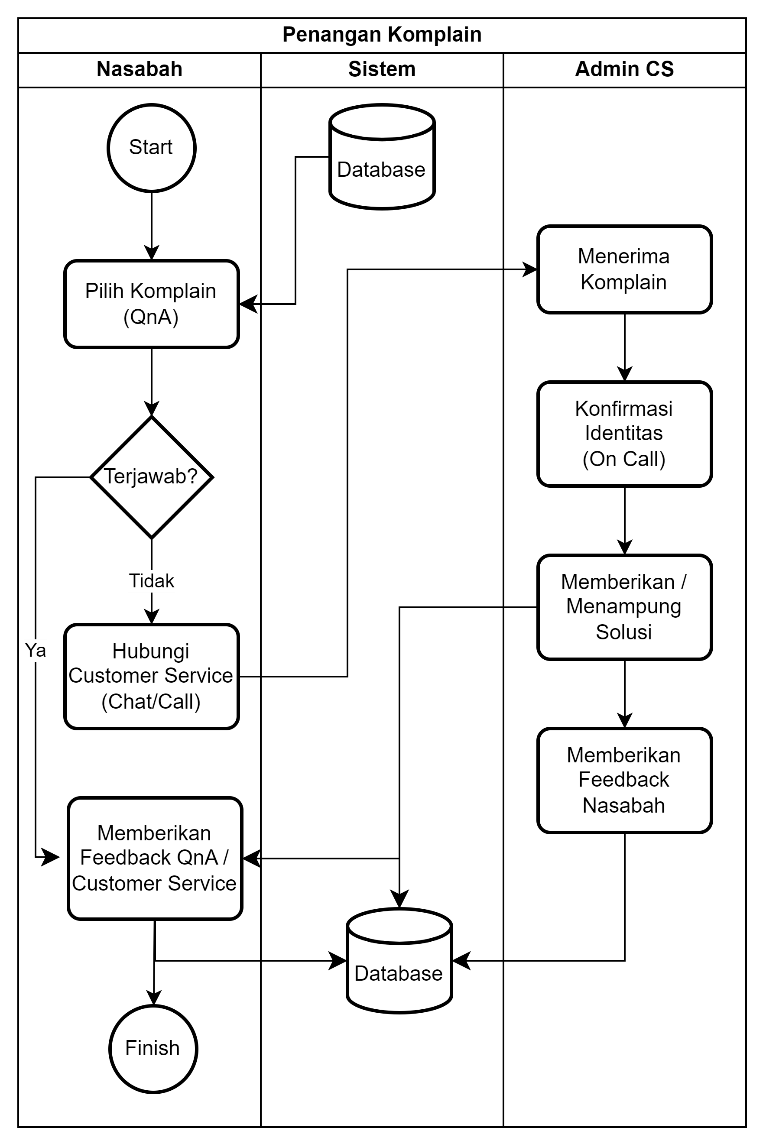 Penangan Komplain
Nasabah
Sistem
Admin CS
Start
Database
Pilih Komplain
(QnA)
Menerima
Komplain
Terjawab?
Konfirmasi
Identitas
(On Call)
Tidak
Ya
Hubungi
Customer Service
(Chat/Call)
Memberikan /
Menampung
Solusi
Memberikan
Feedback
Nasabah
Memberikan
Feedback QnA /
Customer Service
Database
Finish